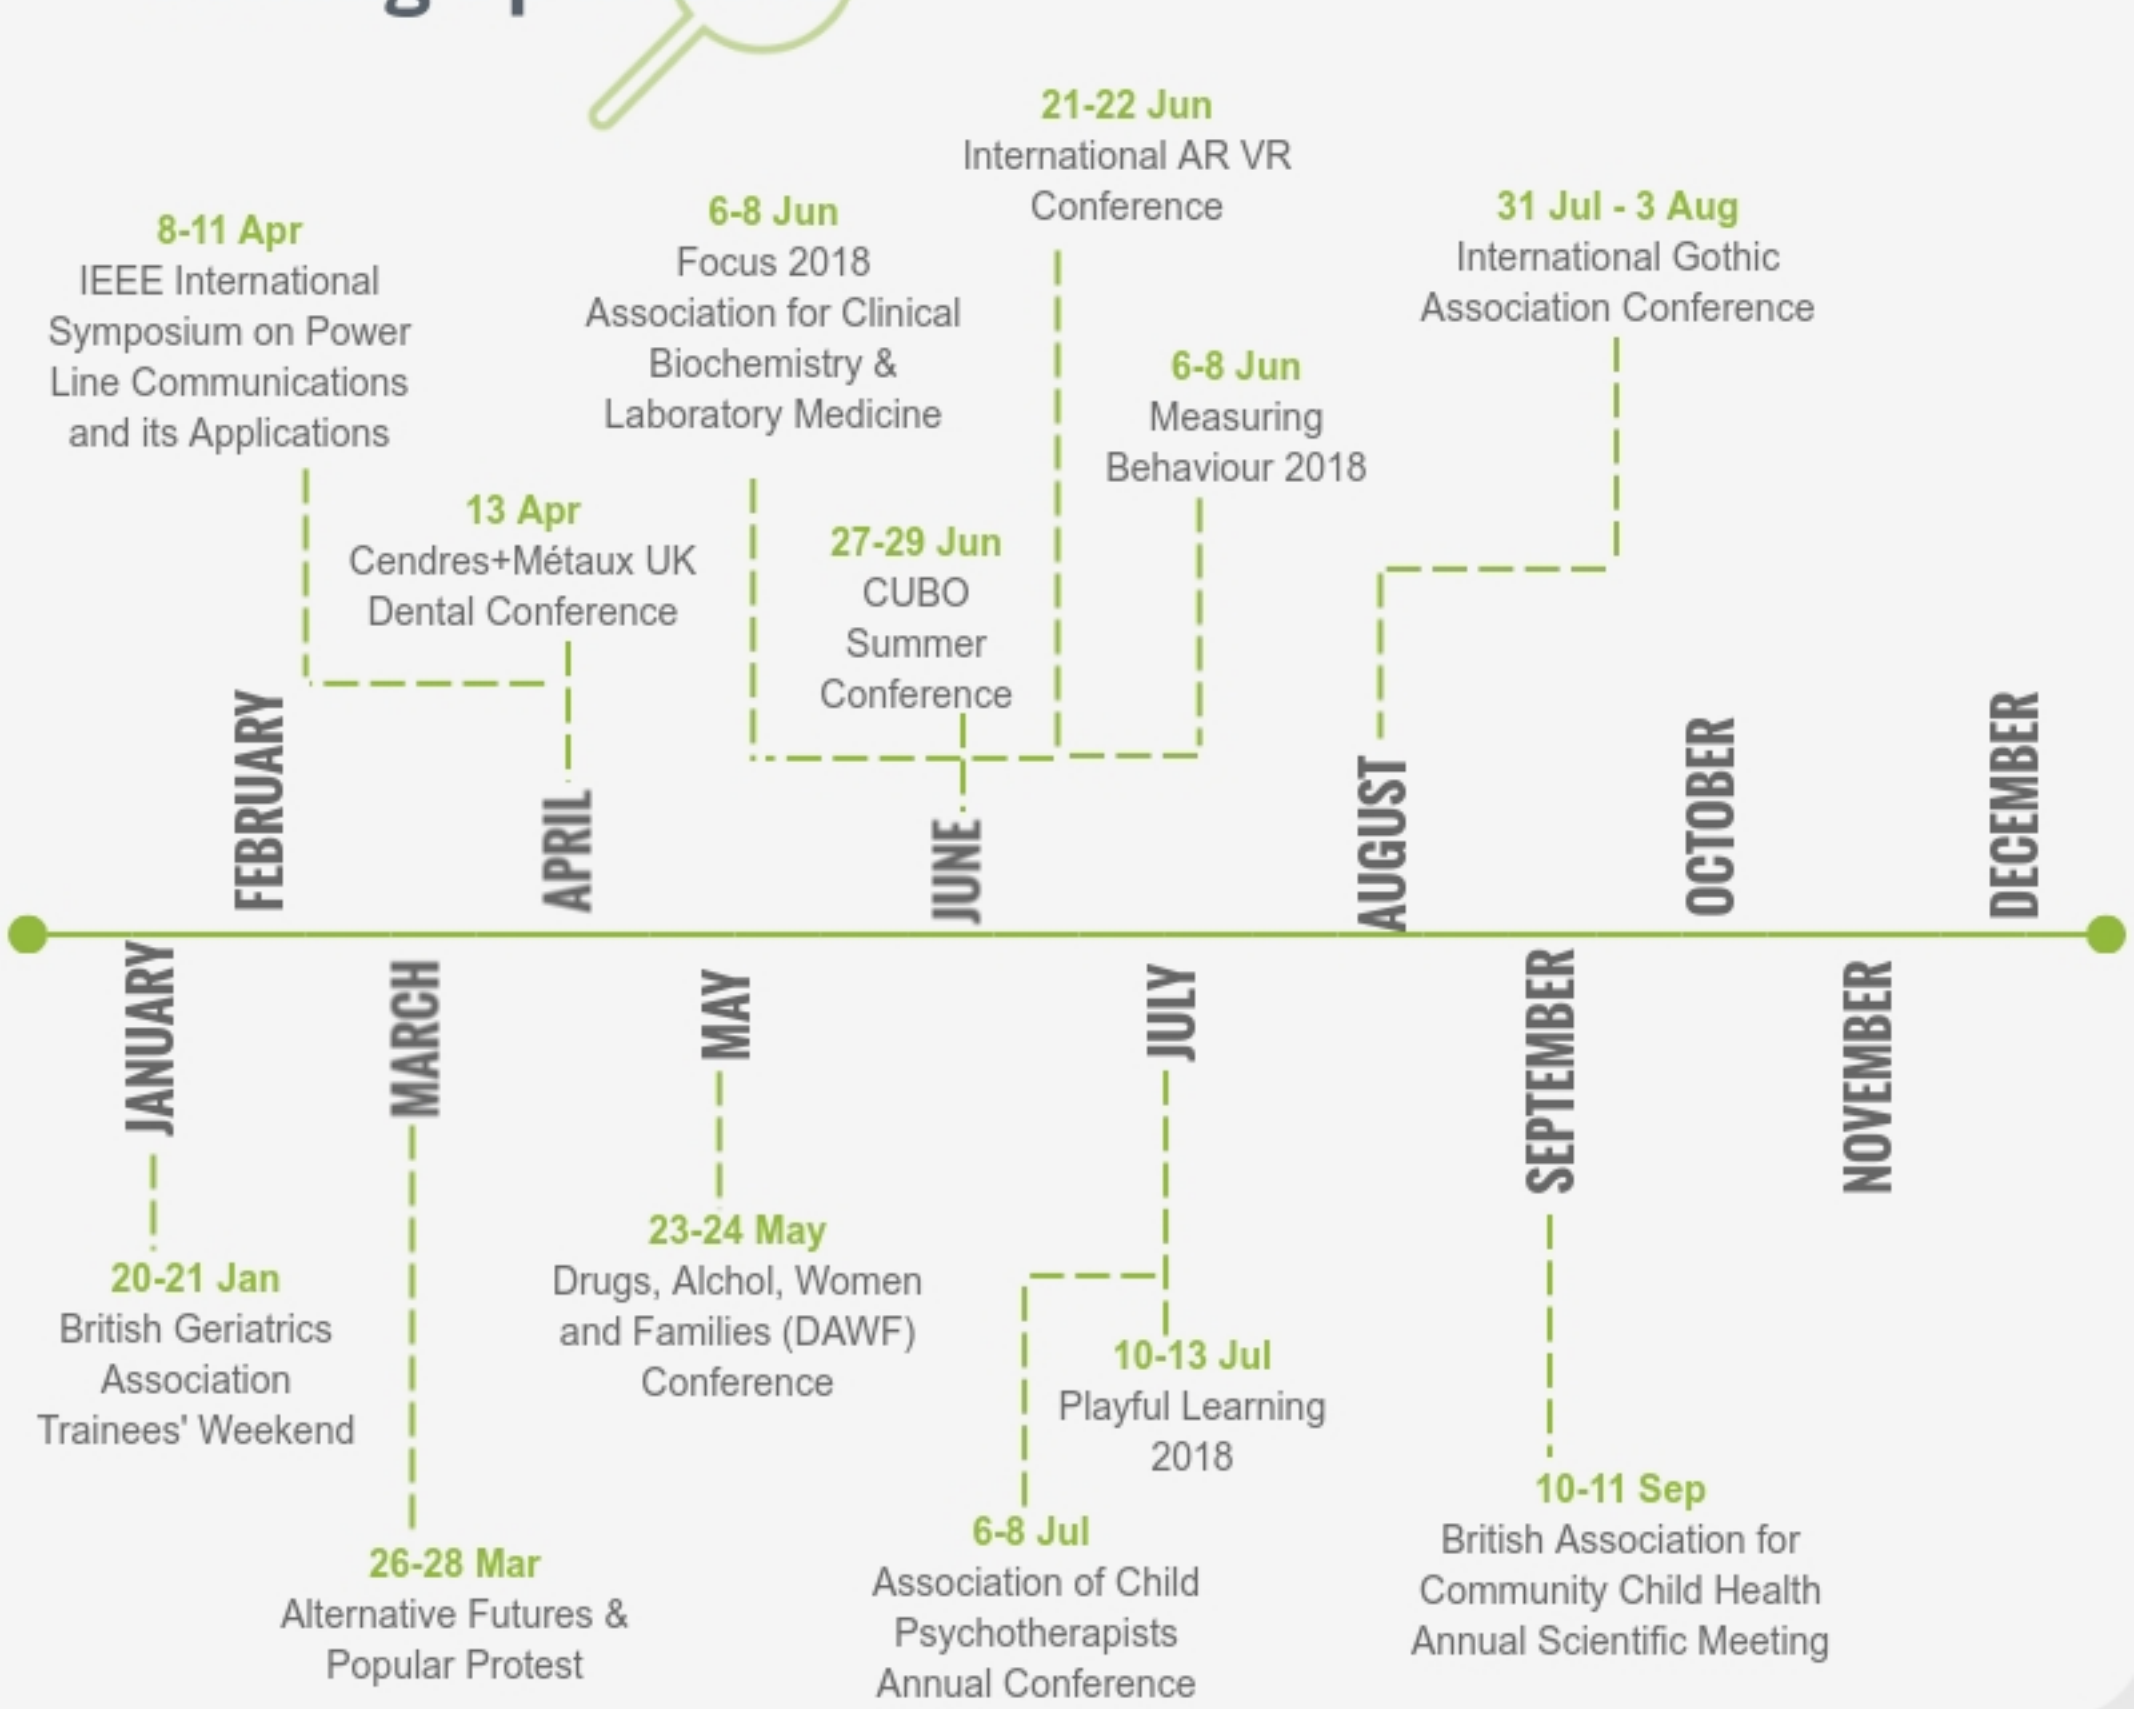 8-11 Apr
IEEE International
Symposium on Power
Line Communications
and its Applications
13 Apr
Cendres+Métaux UK
Dental Conference
6-8 Jun
Focus 2018
Association for Clinical
Biochemistry &
Laboratory Medicine
27-29 Jun
CUBO
Summer
Conference
21-22 Jun
International AR VR
Conference
6-8 Jun
Measuring
Behaviour 2018
31 Jul - 3 Aug
International Gothic
Association Conference
FEBRUARY
APRIL
JUNE
AUGUST
OCTOBER
DECEMBER
JANUARY
MARCH
MAY
JULY
SEPTEMBER
NOVEMBER
20-21 Jan
British Geriatrics
Association
Trainees' Weekend
26-28 Mar
Alternative Futures &
Popular Protest
23-24 May
Drugs, Alchol, Women
and Families (DAWF)
Conference
10-13 Jul
Playful Learning
2018
6-8 Jul
Association of Child
Psychotherapists
Annual Conference
10-11 Sep
British Association for
Community Child Health
Annual Scientific Meeting